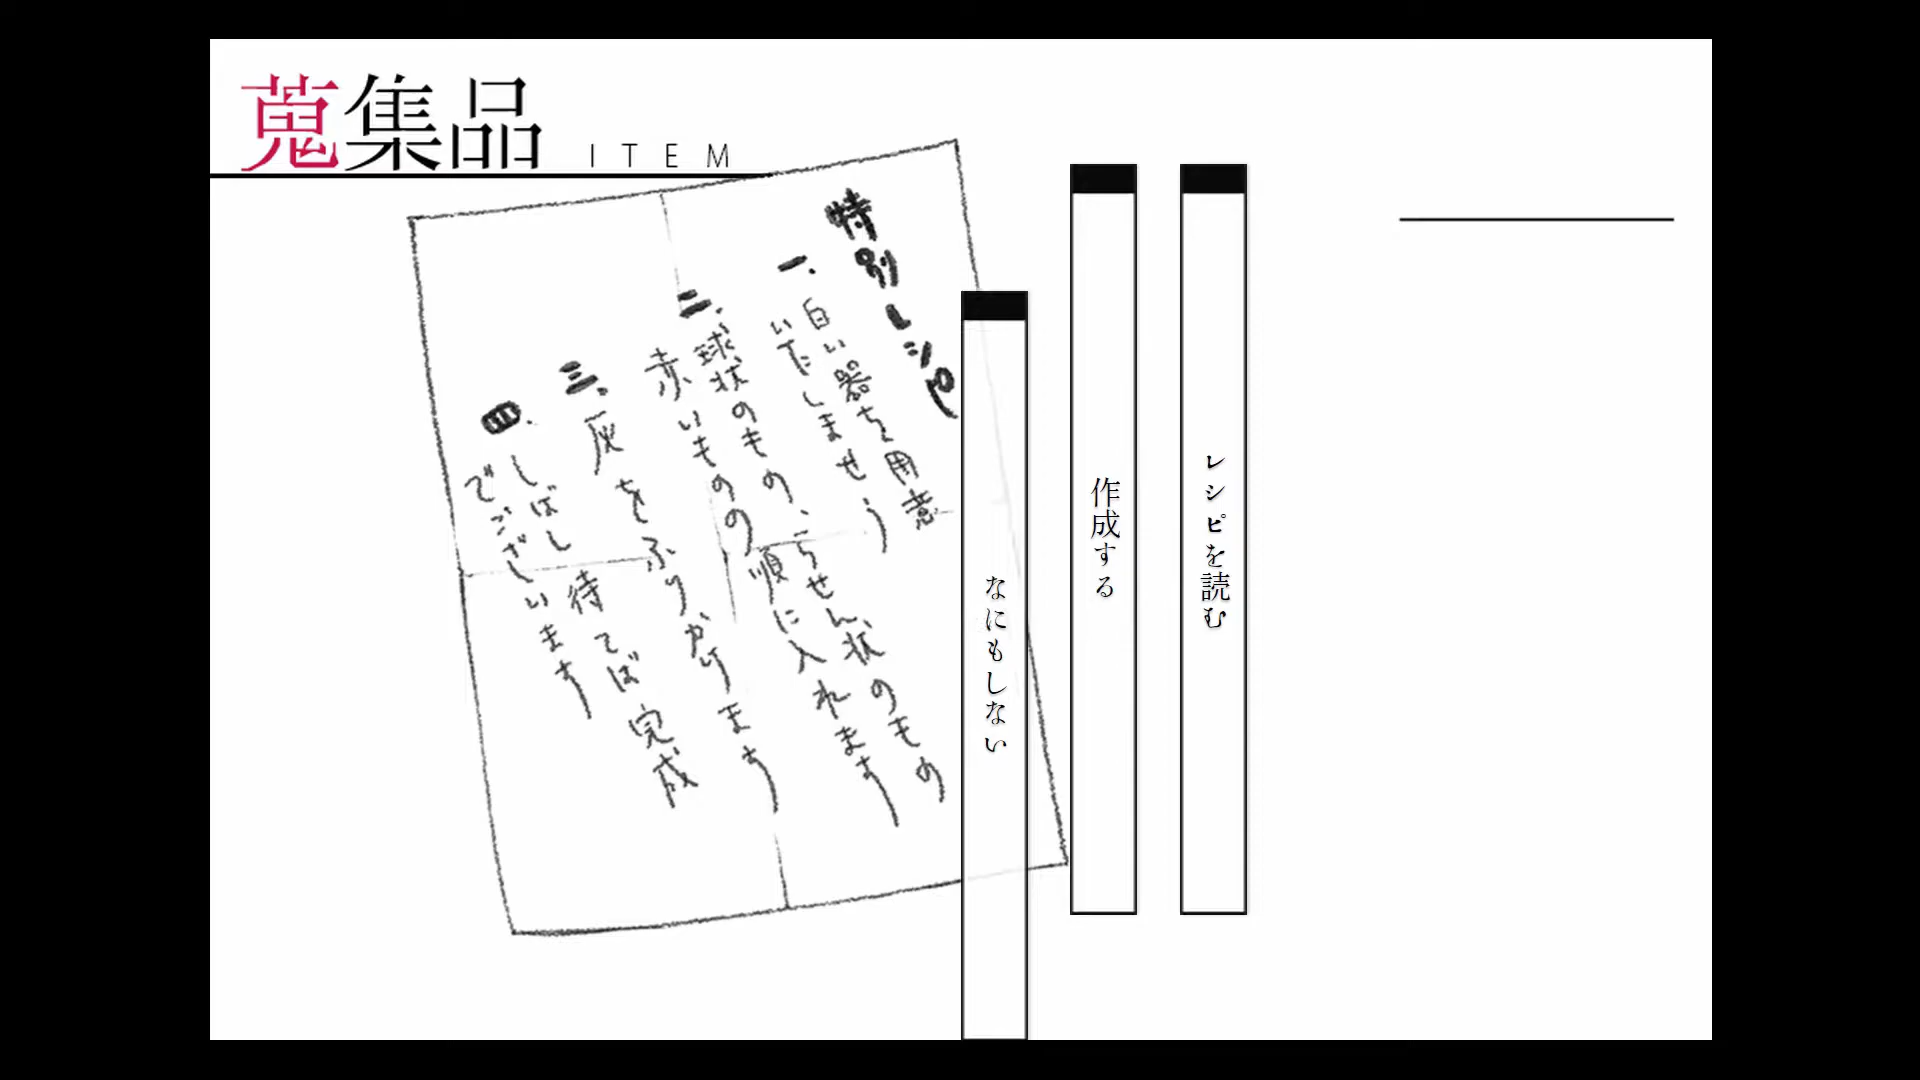 蒐集品 ITEM
レシピを読む
作成する
なにもしない
特別レシピ
一.白い器を用意
いたしませう
二.球状のもの、らせん状のもの
赤いものの順に入れます
三.灰をふりかけます
四.しばし待てば完成
でございます